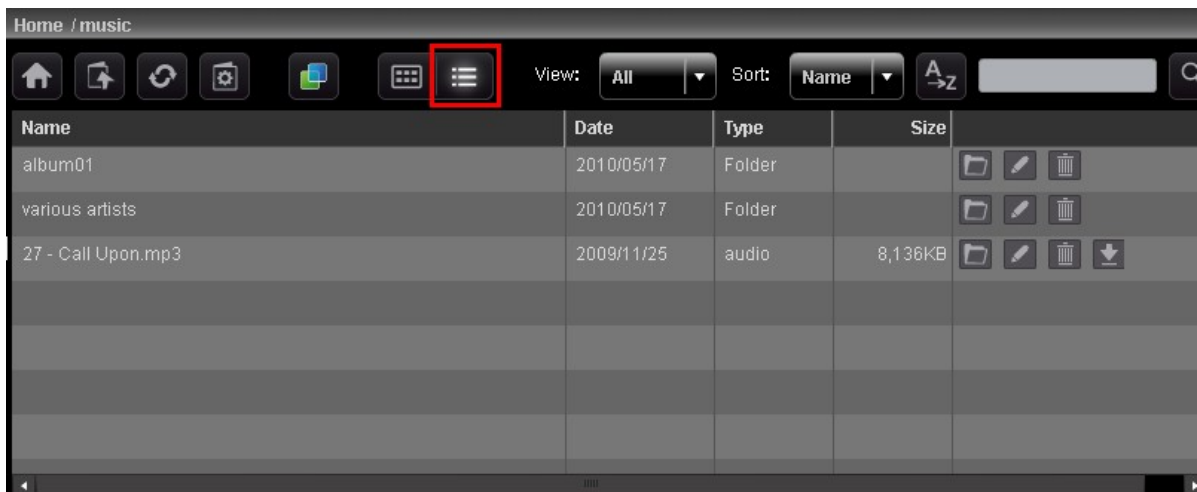 Home / music
View: All Sort: Name A→Z
Name Date Type Size
album01 2010/05/17 Folder
various artists 2010/05/17 Folder
27 - Call Upon.mp3 2009/11/25 audio 8,136KB